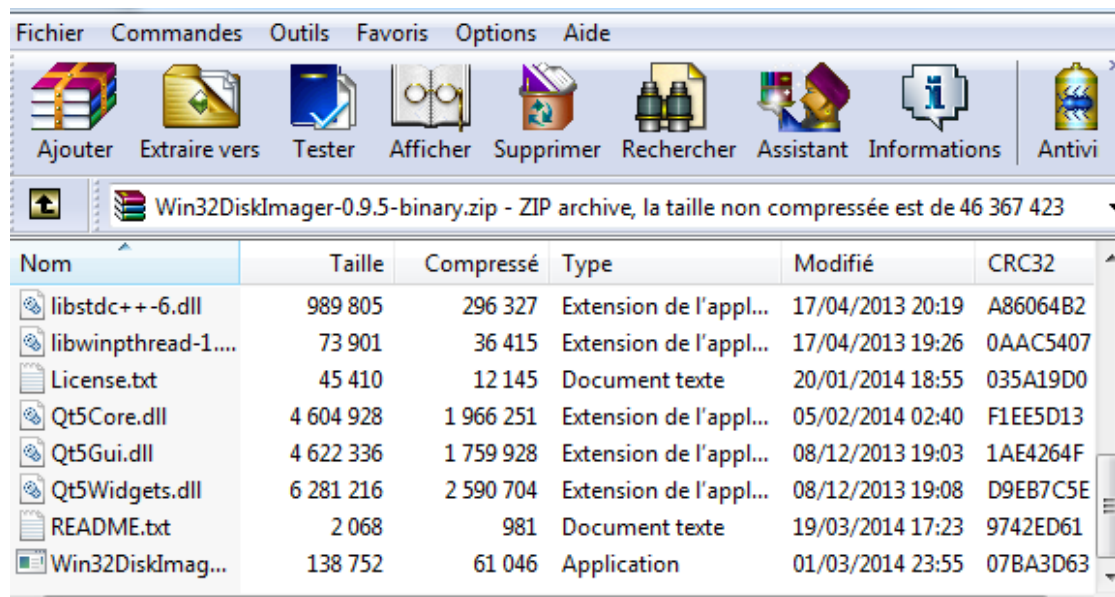 Fichier Commandes Outils Favoris Options Aide
Ajouter Extraire vers Tester Afficher Supprimer Rechercher Assistant Informations Antivi
Win32DiskImager-0.9.5-binary.zip - ZIP archive, la taille non compressée est de 46 367 423
Nom Taille Compressé Type Modifié CRC32
libstdc++-6.dll 989 805 296 327 Extension de l'appl... 17/04/2013 20:19 A86064B2
libwinpthread-1.... 73 901 36 415 Extension de l'appl... 17/04/2013 19:26 0AAC5407
License.txt 45 410 12 145 Document texte 20/01/2014 18:55 035A19D0
Qt5Core.dll 4 604 928 1 966 251 Extension de l'appl... 05/02/2014 02:40 F1EE5D13
Qt5Gui.dll 4 622 336 1 759 928 Extension de l'appl... 08/12/2013 19:03 1AE4264F
Qt5Widgets.dll 6 281 216 2 590 704 Extension de l'appl... 08/12/2013 19:08 D9EB7C5E
README.txt 2 068 981 Document texte 19/03/2014 17:23 9742ED61
Win32DiskImag... 138 752 61 046 Application 01/03/2014 23:55 07BA3D63